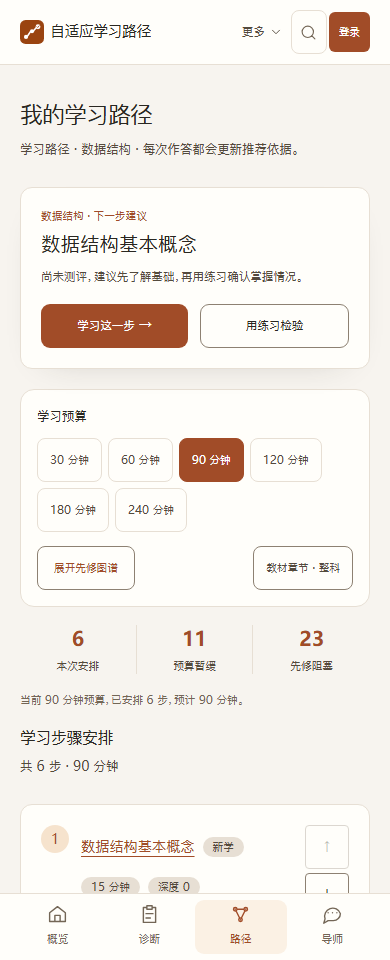 自适应学习路径
更多
登录
我的学习路径
学习路径 · 数据结构 · 每次作答都会更新推荐依据。
数据结构 · 下一步建议
数据结构基本概念
尚未测评，建议先了解基础，再用练习确认掌握情况。
学习这一步 →
用练习检验
学习预算
30 分钟
60 分钟
90 分钟
120 分钟
180 分钟
240 分钟
展开先修图谱
教材章节 · 整科
6
11
23
本次安排
预算暂缓
先修阻塞
当前 90 分钟预算，已安排 6 步，预计 90 分钟。
学习步骤安排
共 6 步 · 90 分钟
1
数据结构基本概念
新学
↑
15 分钟
深度 0
概览
诊断
路径
导师